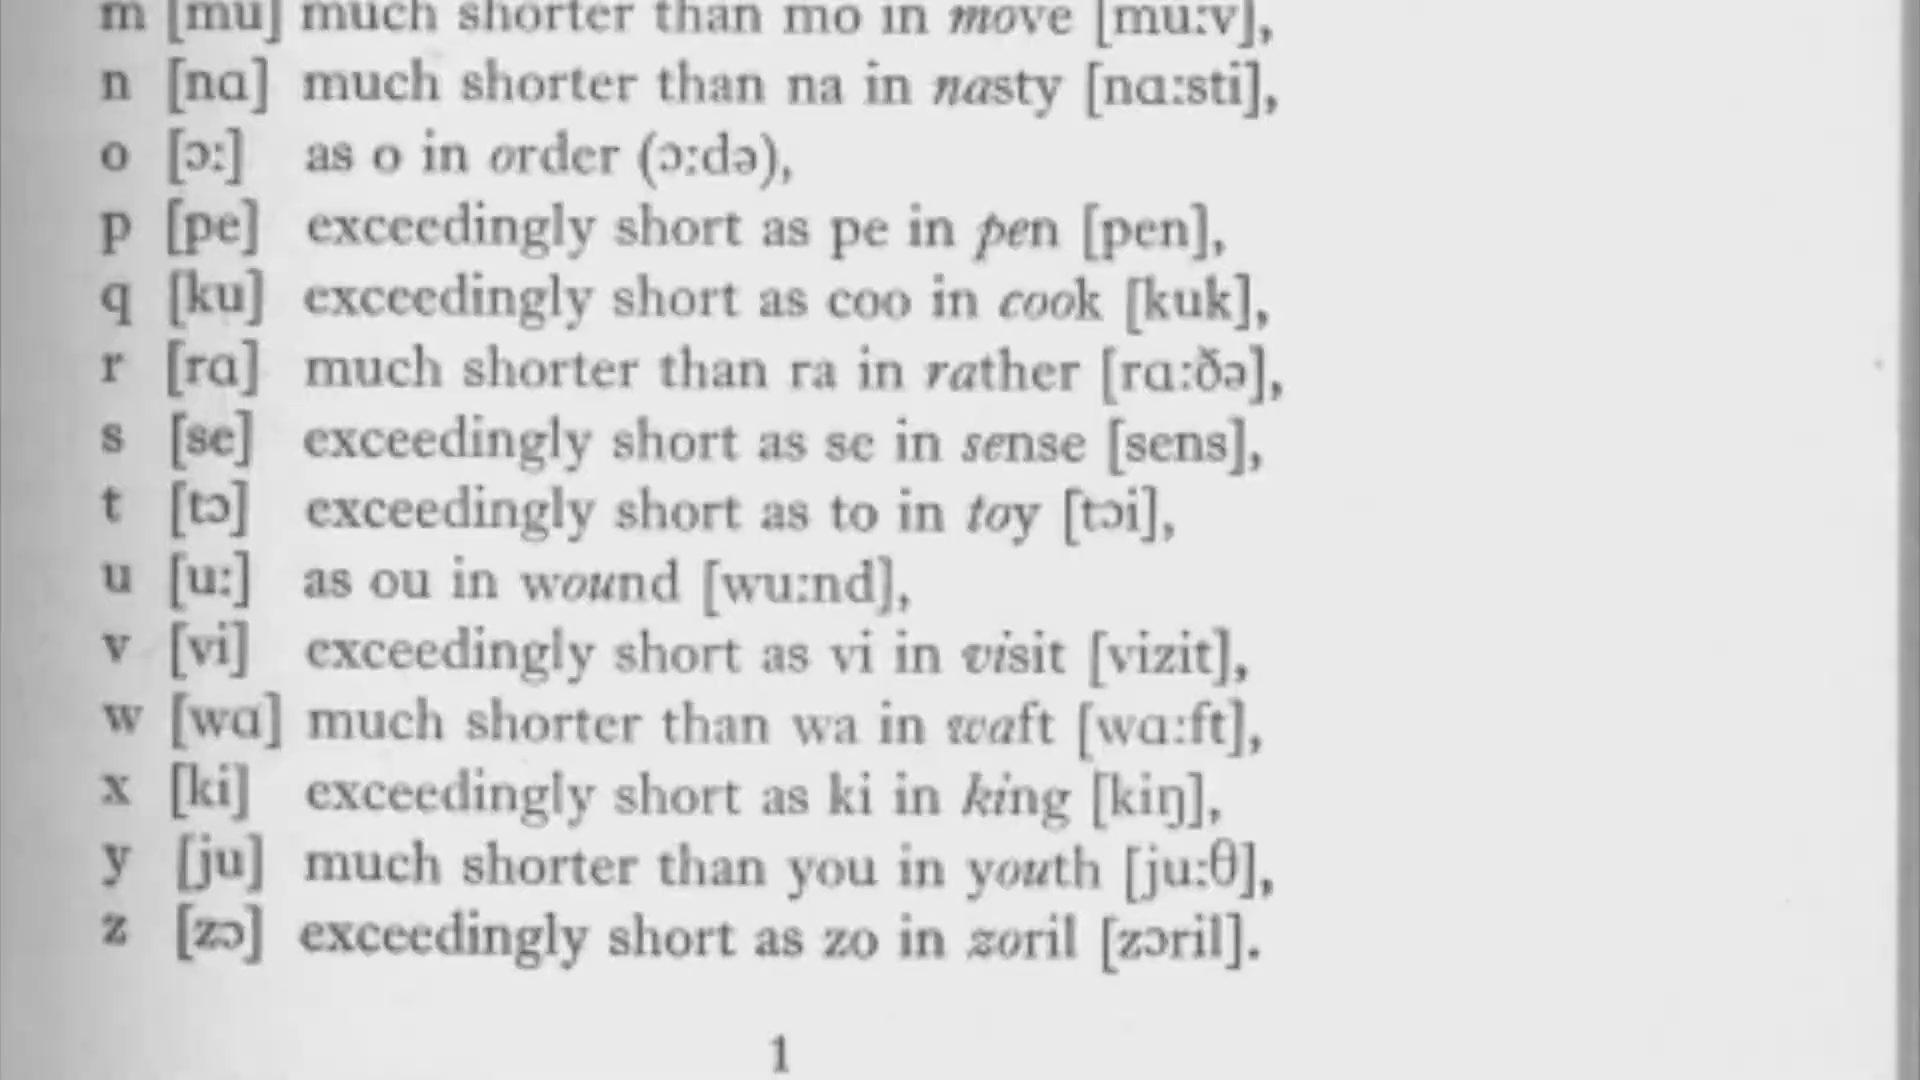 m [mu] much shorter than mo in move [mu:v],
n [nɑ] much shorter than na in nasty [nɑ:sti],
o [ɔ:] as o in order (ɔ:də),
p [pe] exceedingly short as pe in pen [pen],
q [ku] exceedingly short as coo in cook [kuk],
r [rɑ] much shorter than ra in rather [rɑ:ðə],
s [se] exceedingly short as se in sense [sens],
t [tɔ] exceedingly short as to in toy [tɔi],
u [u:] as ou in wound [wu:nd],
v [vi] exceedingly short as vi in visit [vizit],
w [wɑ] much shorter than wa in waft [wɑ:ft],
x [ki] exceedingly short as ki in king [kiŋ],
y [ju] much shorter than you in youth [ju:θ],
z [zɔ] exceedingly short as zo in zoril [zɔril].
1